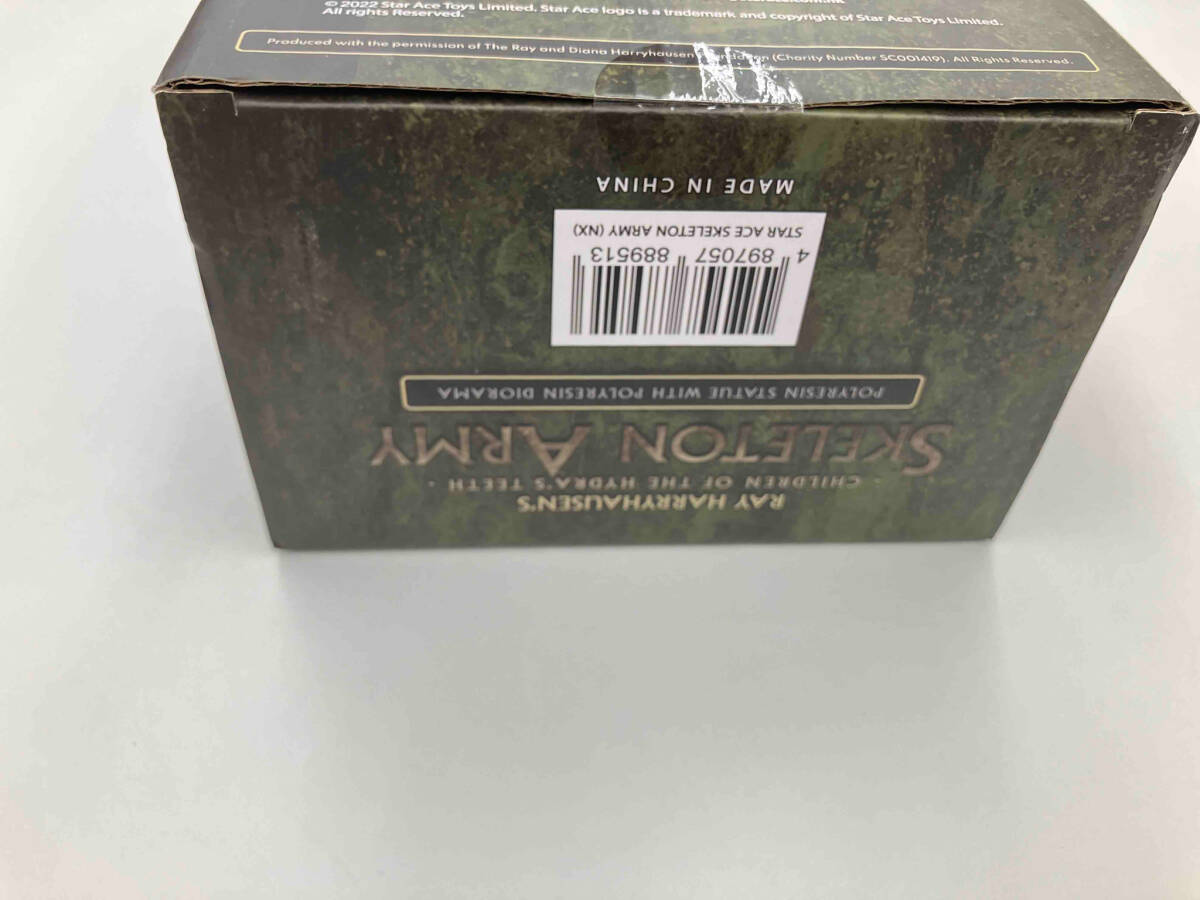 © 2022 Star Ace Toys Limited. Star Ace logo is a trademark and copyright of Star Ace Toys Limited.
All rights Reserved.
Produced with the permission of The Ray and Diana Harryhausen (Charity Number SC001419). All Rights Reserved.
RAY HARRYHAUSEN'S
· CHILDREN OF THE HYDRA'S TEETH ·
SKELETON ARMY
POLYRESIN STATUE WITH POLYRESIN DIORAMA
4 897057 889513
STAR ACE SKELETON ARMY (NX)
MADE IN CHINA